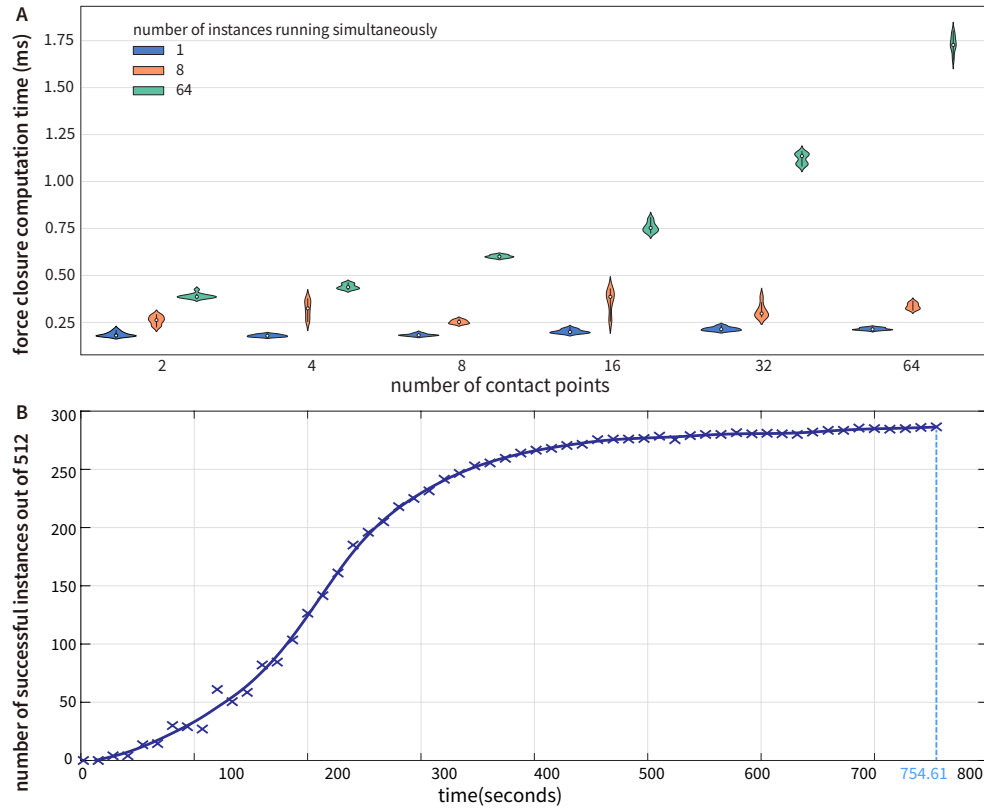 A
number of instances running simultaneously
1
8
64
force closure computation time (ms)
1.75
1.50
1.25
1.00
0.75
0.50
0.25
2 4 8 16 32 64
number of contact points
B
number of successful instances out of 512
300
250
200
150
100
50
0
0 100 200 300 400 500 600 700 754.61 800
time(seconds)